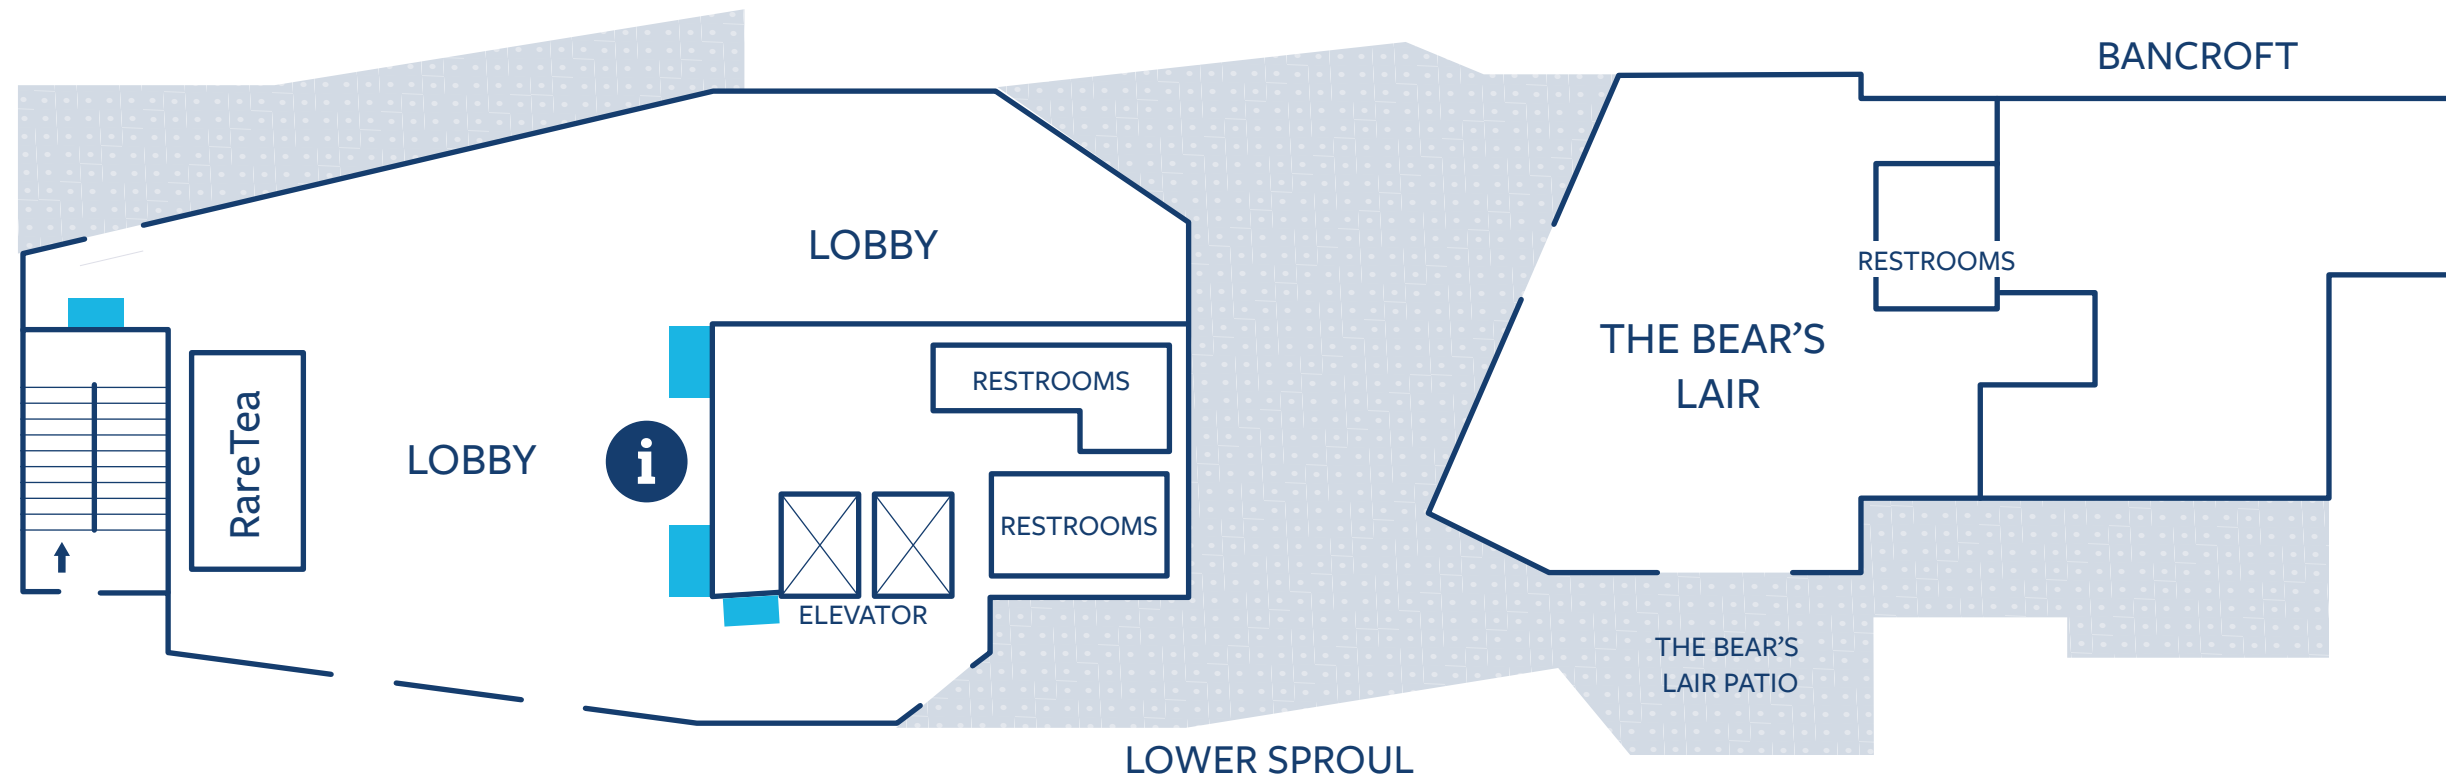 BANCROFT
LOBBY
RESTROOMS
THE BEAR’S
LAIR
RESTROOMS
RareTea
LOBBY
i
RESTROOMS
ELEVATOR
THE BEAR’S
LAIR PATIO
LOWER SPROUL